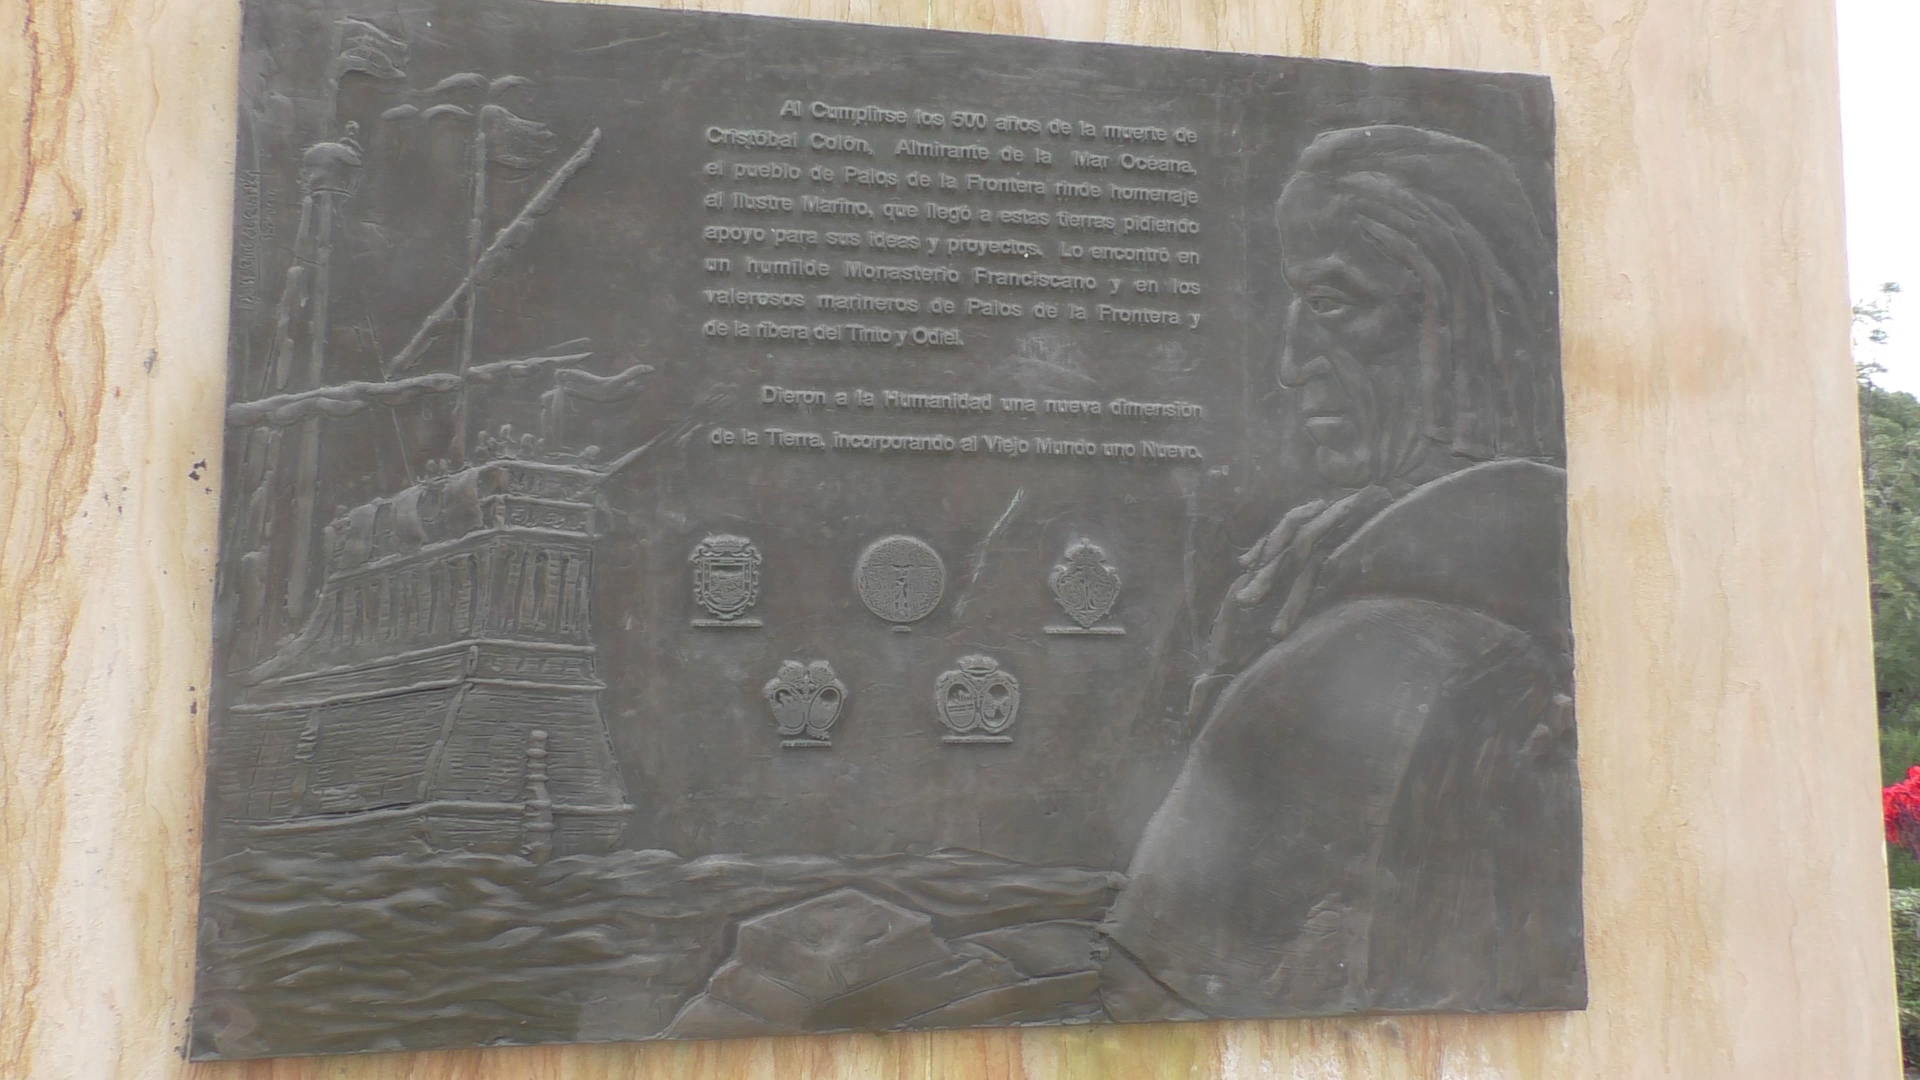 Al Cumplirse los 500 años de la muerte de
Cristóbal Colón, Almirante de la Mar Océana,
el pueblo de Palos de la Frontera rinde homenaje
al Ilustre Marino, que llegó a estas tierras pidiendo
apoyo para sus ideas y proyectos. Lo encontró en
un humilde Monasterio Franciscano y en los
valerosos marineros de Palos de la Frontera y
de la ribera del Tinto y Odiel.
Dieron a la Humanidad una nueva dimensión
de la Tierra, incorporando al Viejo Mundo uno Nuevo.